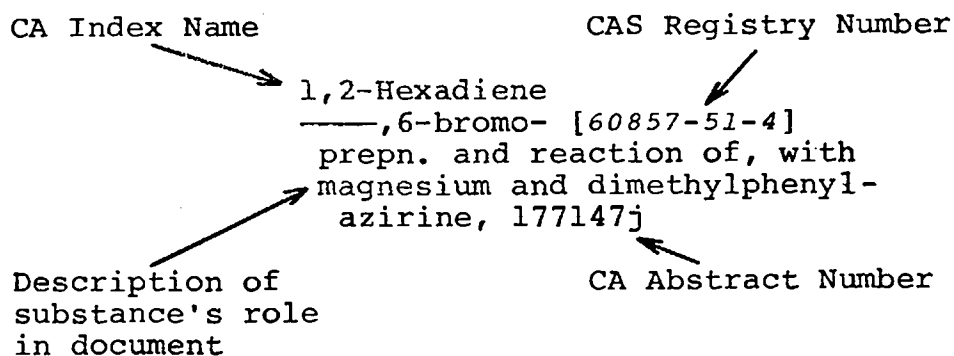 CA Index Name
CAS Registry Number
1,2-Hexadiene
——,6-bromo- [60857-51-4]
prepn. and reaction of, with
magnesium and dimethylphenyl-
azirine, 177147j
Description of
substance's role
in document
CA Abstract Number